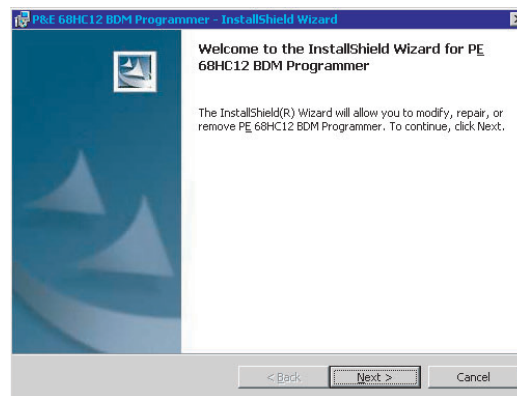 P&E 68HC12 BDM Programmer - InstallShield Wizard
Welcome to the InstallShield Wizard for PE
68HC12 BDM Programmer
The InstallShield(R) Wizard will allow you to modify, repair, or
remove PE 68HC12 BDM Programmer. To continue, click Next.
< Back
Next >
Cancel